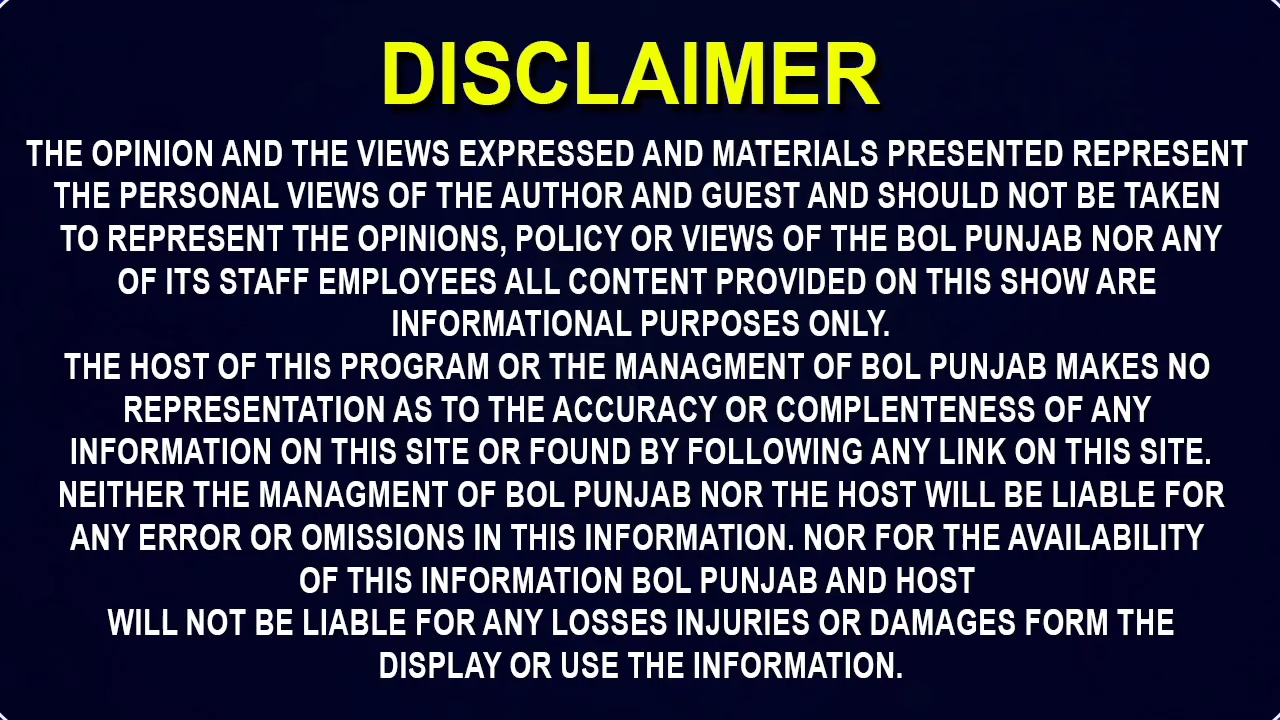 DISCLAIMER
THE OPINION AND THE VIEWS EXPRESSED AND MATERIALS PRESENTED REPRESENT
THE PERSONAL VIEWS OF THE AUTHOR AND GUEST AND SHOULD NOT BE TAKEN
TO REPRESENT THE OPINIONS, POLICY OR VIEWS OF THE BOL PUNJAB NOR ANY
OF ITS STAFF EMPLOYEES ALL CONTENT PROVIDED ON THIS SHOW ARE
INFORMATIONAL PURPOSES ONLY.
THE HOST OF THIS PROGRAM OR THE MANAGMENT OF BOL PUNJAB MAKES NO
REPRESENTATION AS TO THE ACCURACY OR COMPLENTENESS OF ANY
INFORMATION ON THIS SITE OR FOUND BY FOLLOWING ANY LINK ON THIS SITE.
NEITHER THE MANAGMENT OF BOL PUNJAB NOR THE HOST WILL BE LIABLE FOR
ANY ERROR OR OMISSIONS IN THIS INFORMATION. NOR FOR THE AVAILABILITY
OF THIS INFORMATION BOL PUNJAB AND HOST
WILL NOT BE LIABLE FOR ANY LOSSES INJURIES OR DAMAGES FORM THE
DISPLAY OR USE THE INFORMATION.